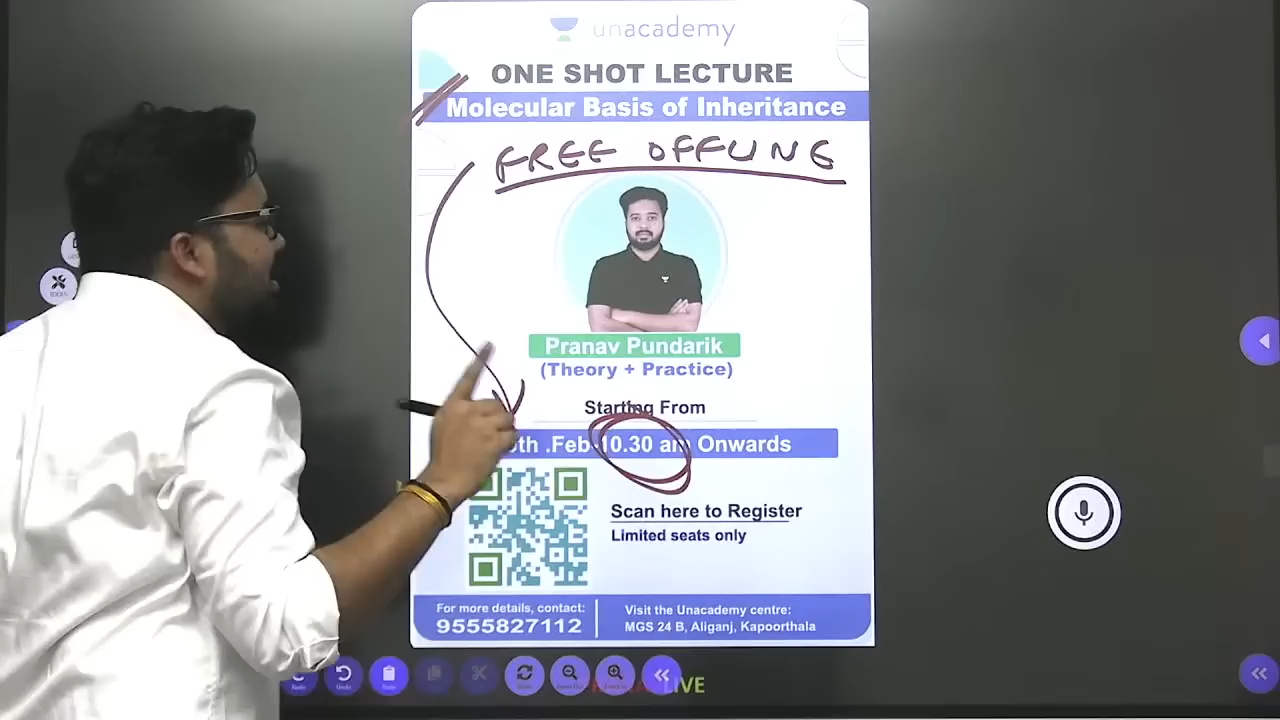 unacademy
ONE SHOT LECTURE
Molecular Basis of Inheritance
FREE OFFLINE
Pranav Pundarik
(Theory + Practice)
Starting From
th .Feb 10.30 am Onwards
Scan here to Register
Limited seats only
For more details, contact:
9555827112
Visit the Unacademy centre:
MGS 24 B, Aliganj, Kapoorthala
Undo
LIVE